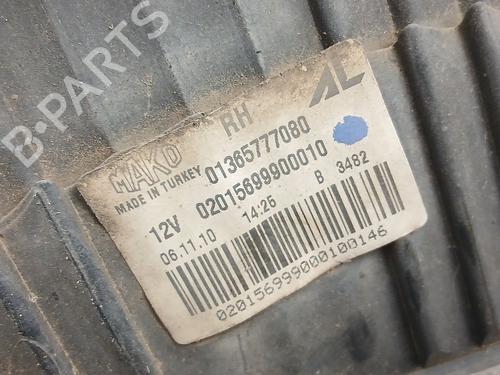 B-PARTS
MAKO
MADE IN TURKEY
RH
AL
01365777080
12V 02015699900010
06.11.10 14:25 B 3482
020156999000100146